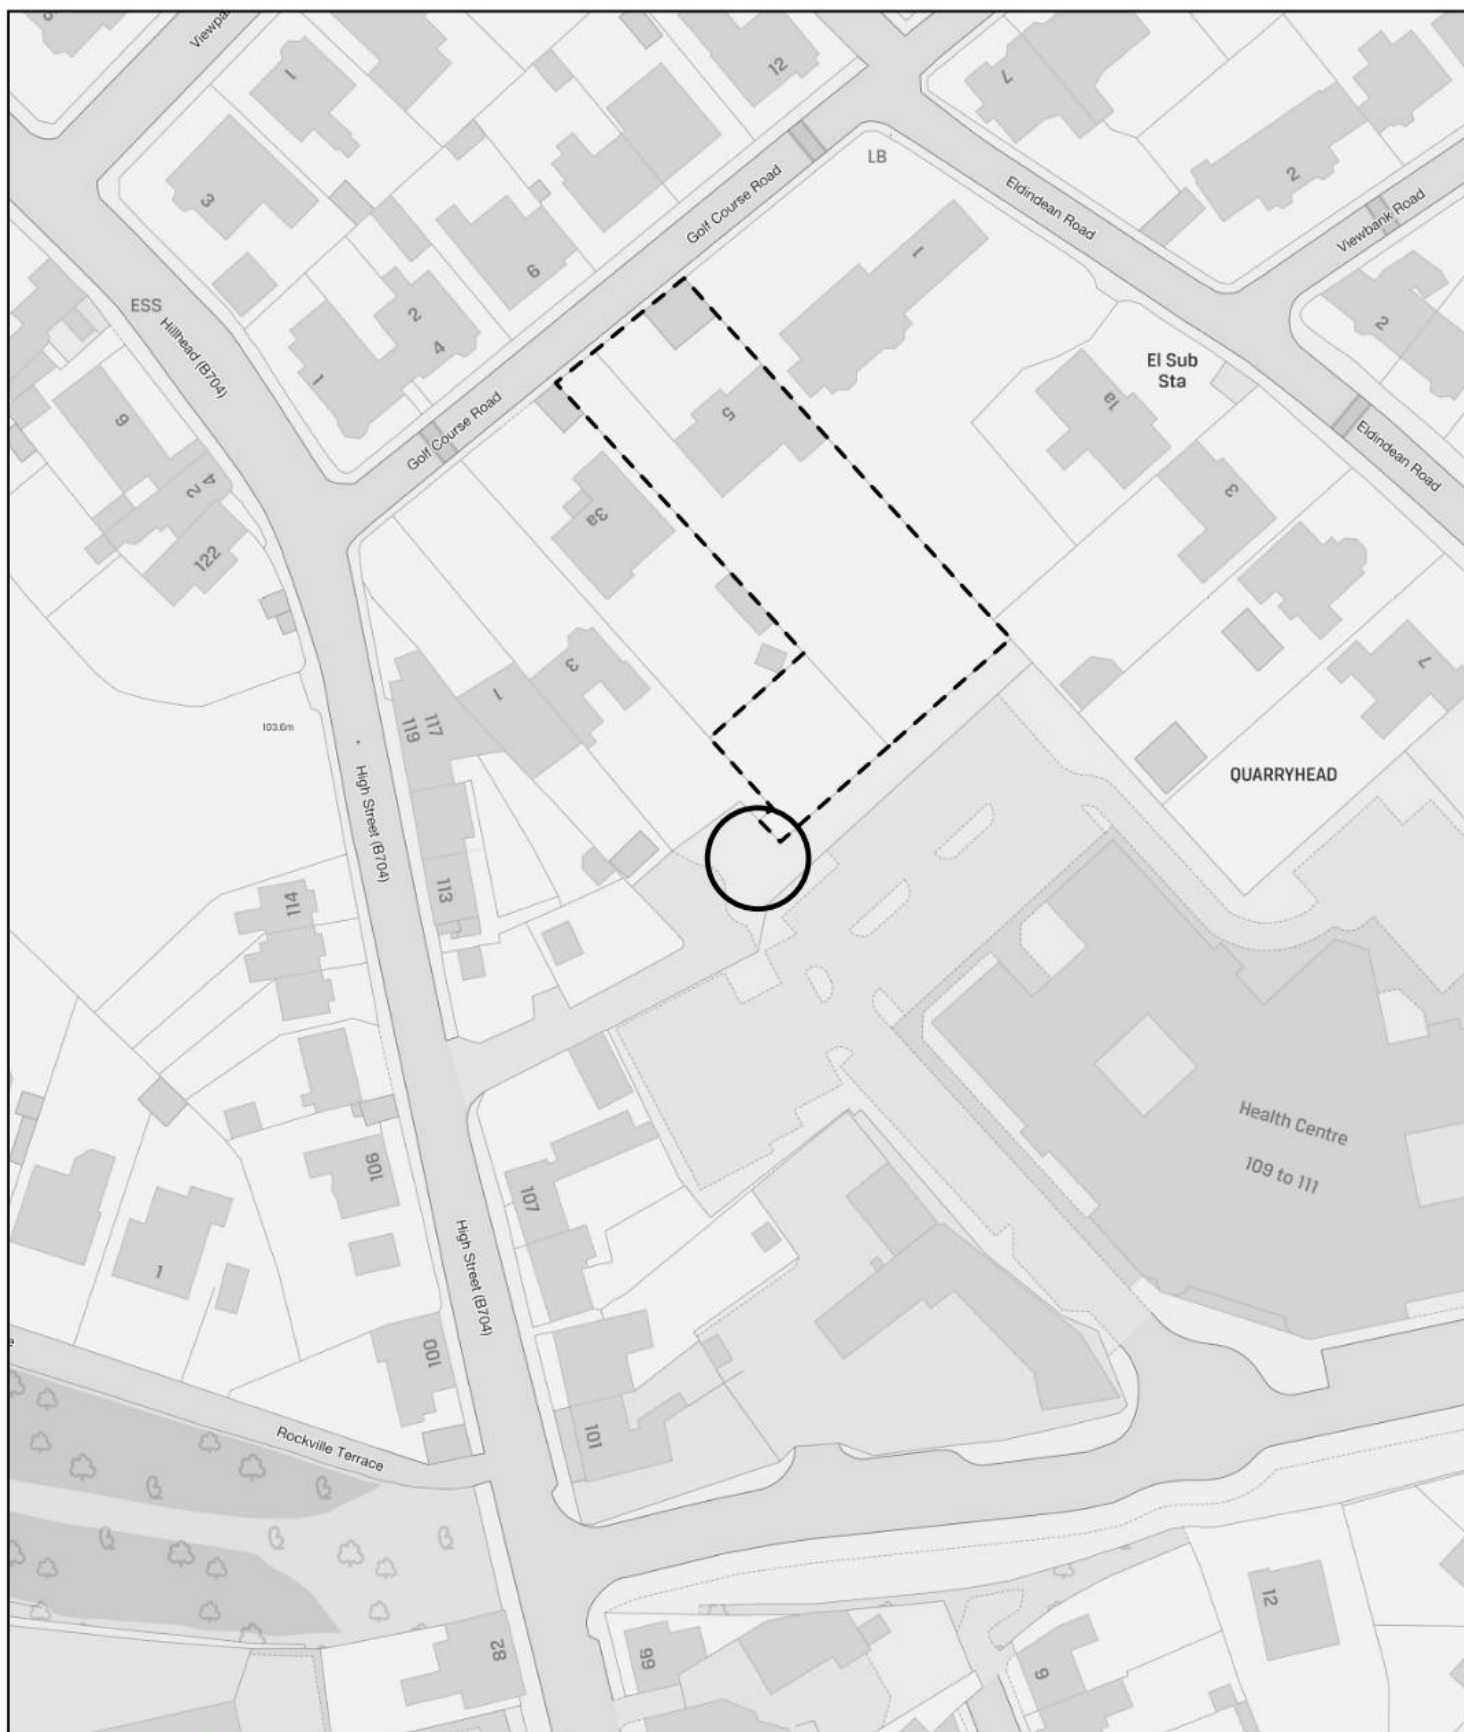 1
12
7
Viewpa
3
LB
2
Golf Course Road
Eldindean Road
Viewbank Road
6
1
ESS
2
4
Hillhead (B704)
1
5
El Sub
Sta
1a
2
6
Golf Course Road
Eldindean Road
2 4
3a
3
122
3
7
1
117
119
103.6m
High Street (B704)
QUARRYHEAD
113
114
Health Centre
109 to 111
106
107
1
High Street (B704)
100
101
Rockville Terrace
12
82
99
9